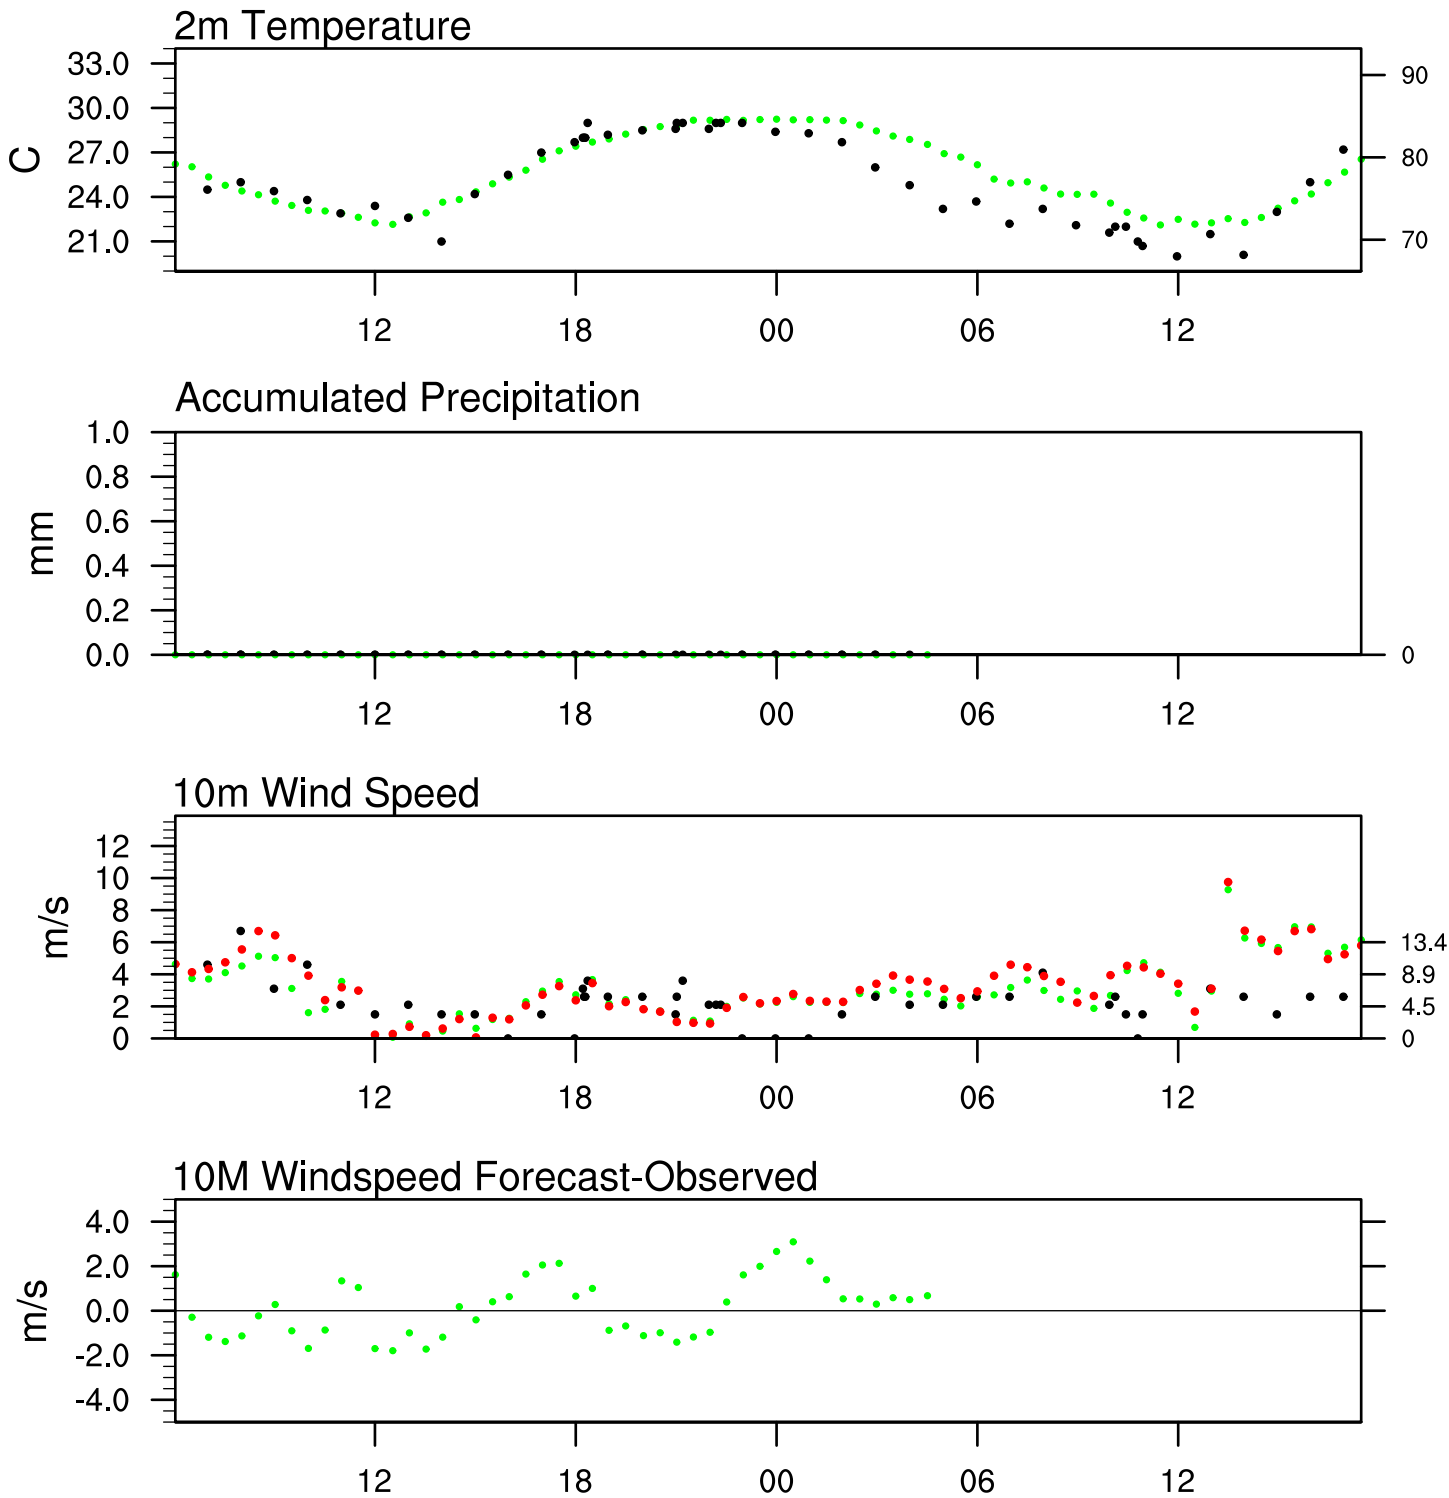 2m Temperature
33.0
30.0
27.0
24.0
21.0
C
90
80
70
12 18 00 06 12
Accumulated Precipitation
1.0
0.8
0.6
0.4
0.2
0.0
mm
0
12 18 00 06 12
10m Wind Speed
12
10
8
6
4
2
0
m/s
13.4
8.9
4.5
0
12 18 00 06 12
10M Windspeed Forecast-Observed
4.0
2.0
0.0
-2.0
-4.0
m/s
12 18 00 06 12